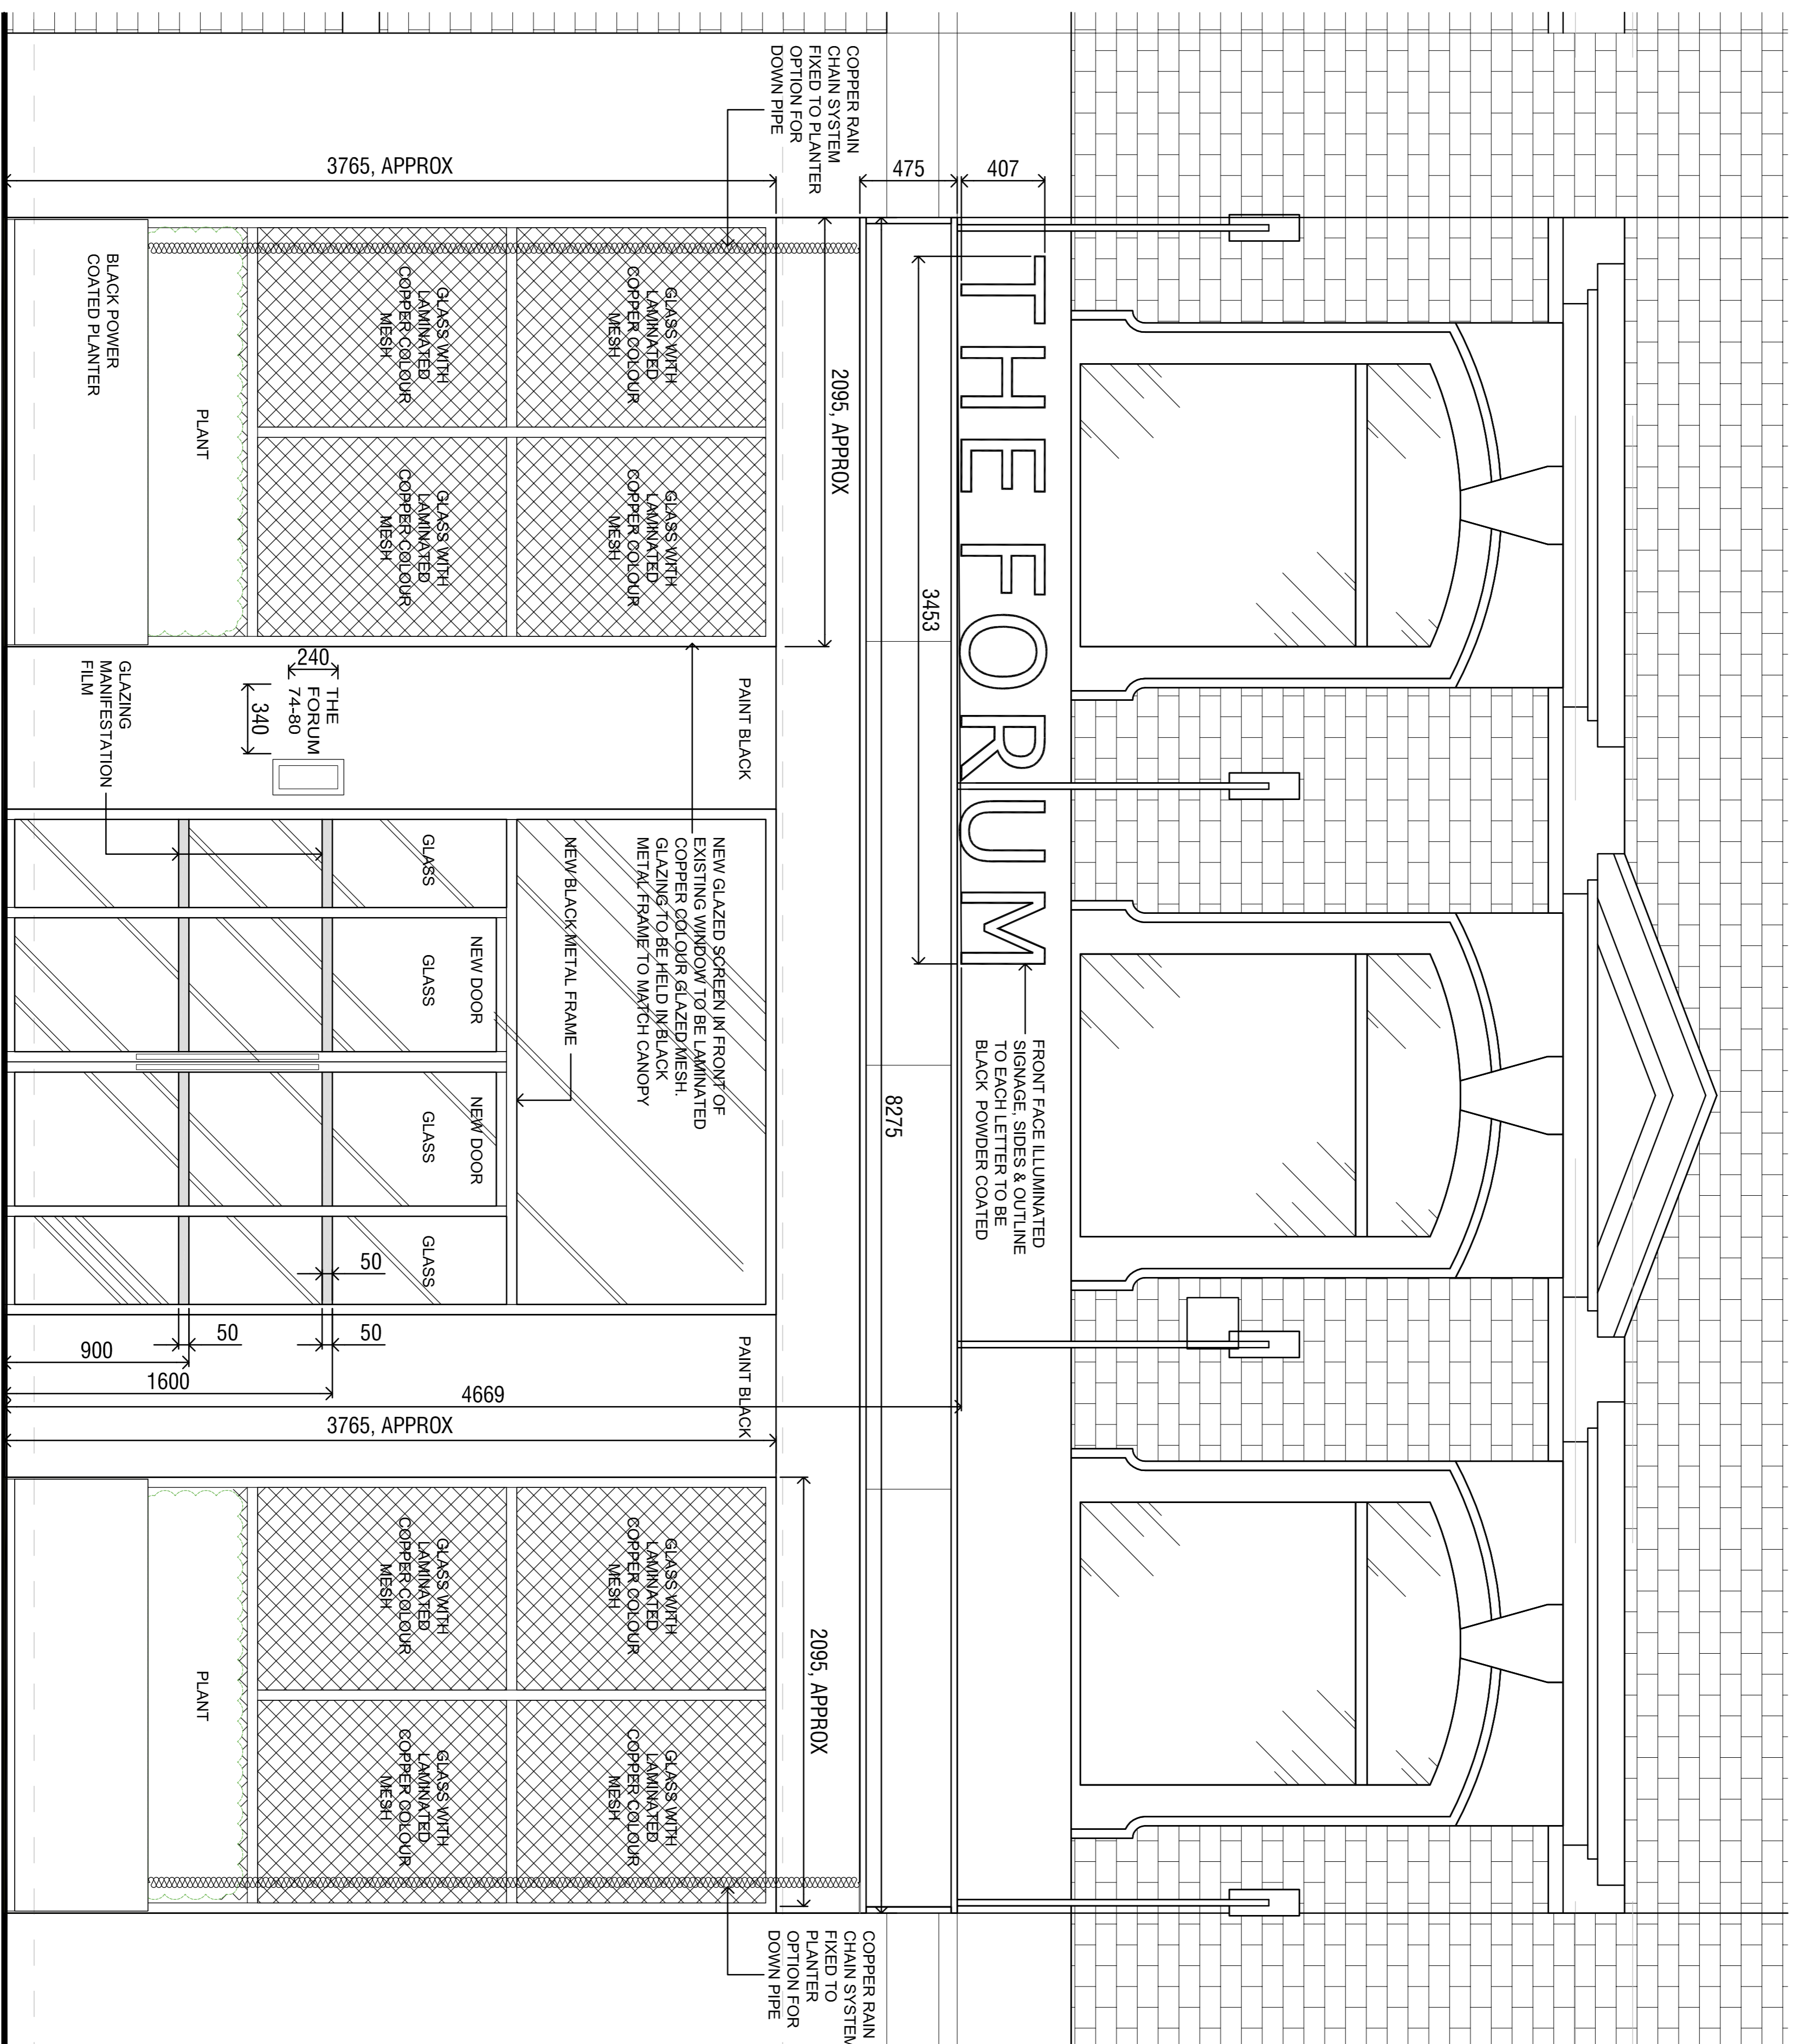 THE FORUM
407
475
3453
8275
FRONT FACE ILLUMINATED
SIGNAGE, SIDES & OUTLINE
TO EACH LETTER TO BE
BLACK POWDER COATED
COPPER RAIN
CHAIN SYSTEM
FIXED TO PLANTER
OPTION FOR
DOWN PIPE
3765, APPROX
2095, APPROX
GLASS WITH
LAMINATED
COPPER COLOUR
MESH
GLASS WITH
LAMINATED
COPPER COLOUR
MESH
GLASS WITH
LAMINATED
COPPER COLOUR
MESH
GLASS WITH
LAMINATED
COPPER COLOUR
MESH
PLANT
BLACK POWER
COATED PLANTER
PAINT BLACK
240
THE
FORUM
74-80
340
GLAZING
MANIFESTATION
FILM
NEW GLAZED SCREEN IN FRONT OF
EXISTING WINDOW TO BE LAMINATED
COPPER COLOUR GLAZED MESH.
GLAZING TO BE HELD IN BLACK
METAL FRAME TO MATCH CANOPY
NEW BLACK METAL FRAME
NEW DOOR
NEW DOOR
GLASS
GLASS
GLASS
GLASS
50
50
50
900
1600
4669
3765, APPROX
PAINT BLACK
2095, APPROX
GLASS WITH
LAMINATED
COPPER COLOUR
MESH
GLASS WITH
LAMINATED
COPPER COLOUR
MESH
GLASS WITH
LAMINATED
COPPER COLOUR
MESH
GLASS WITH
LAMINATED
COPPER COLOUR
MESH
PLANT
COPPER RAIN
CHAIN SYSTEM
FIXED TO
PLANTER
OPTION FOR
DOWN PIPE